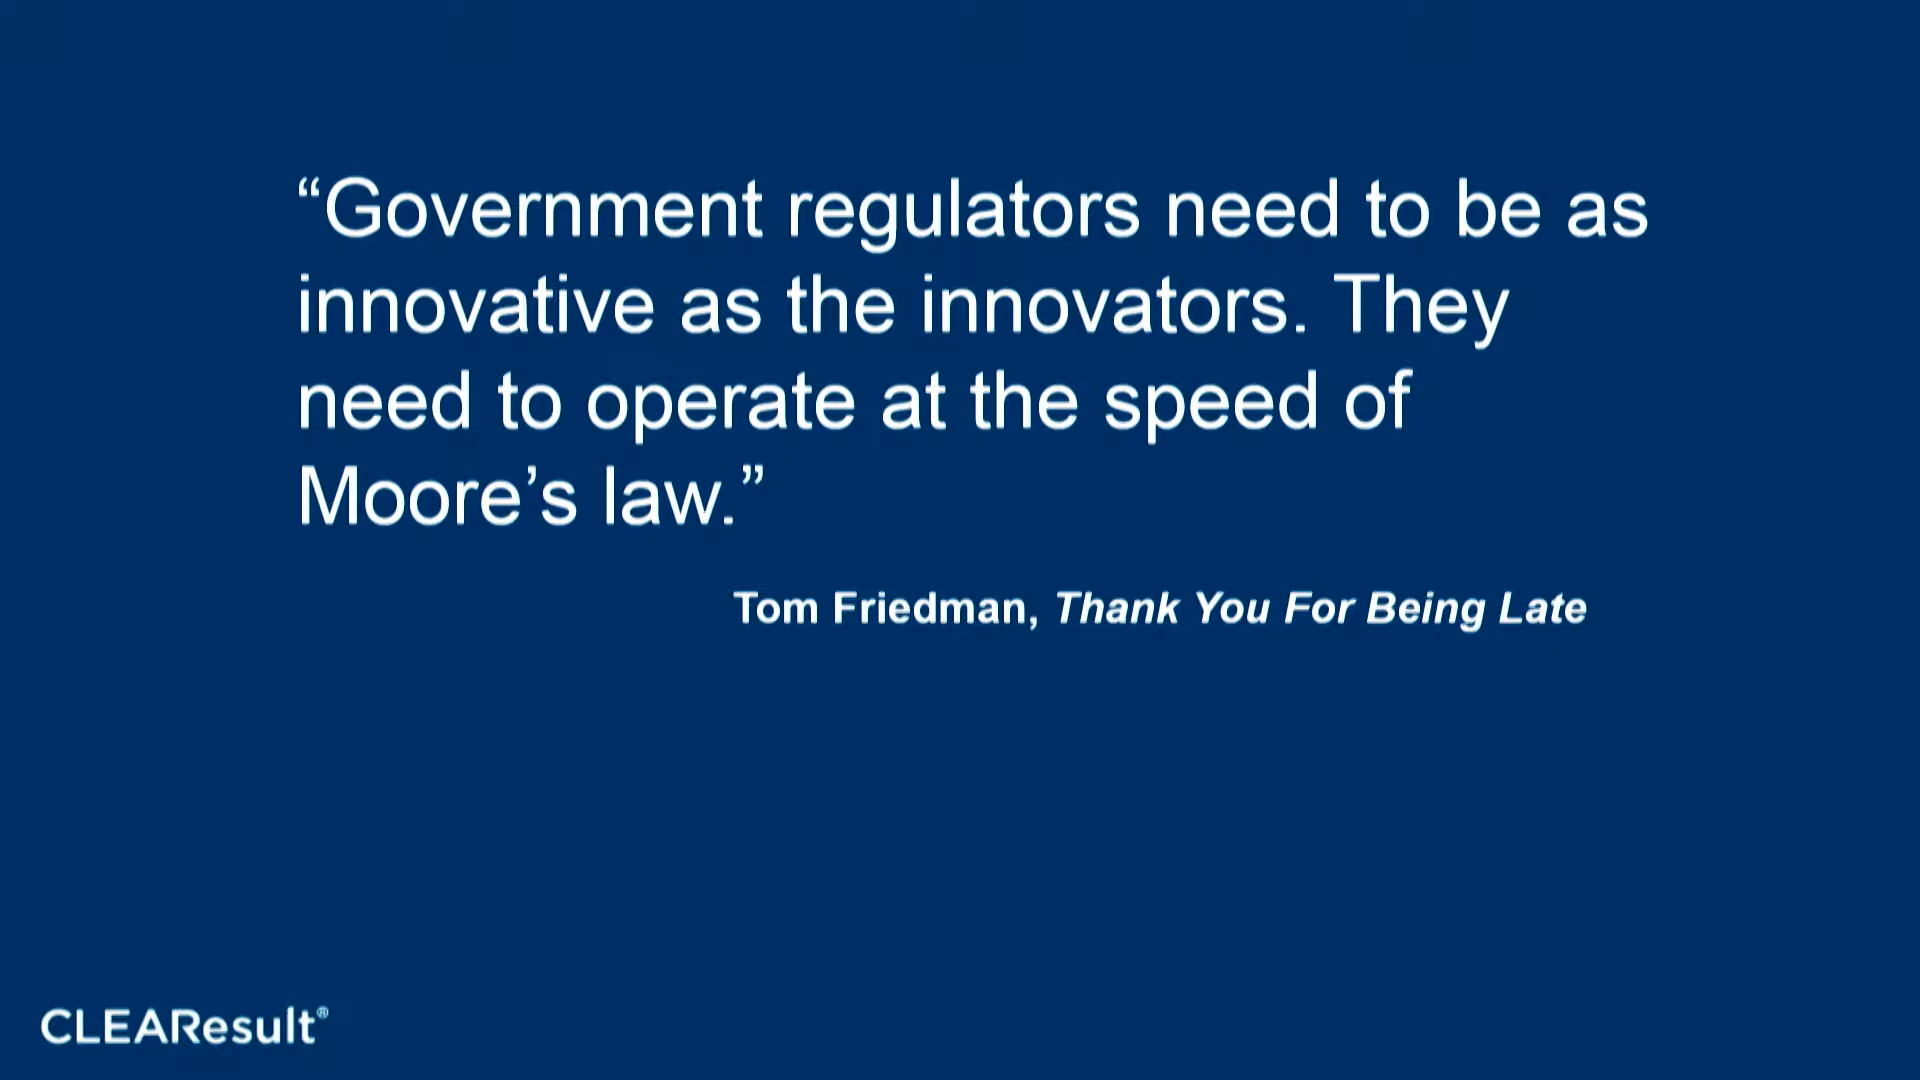 “Government regulators need to be as
innovative as the innovators. They
need to operate at the speed of
Moore’s law.”
Tom Friedman, Thank You For Being Late
CLEAResult®